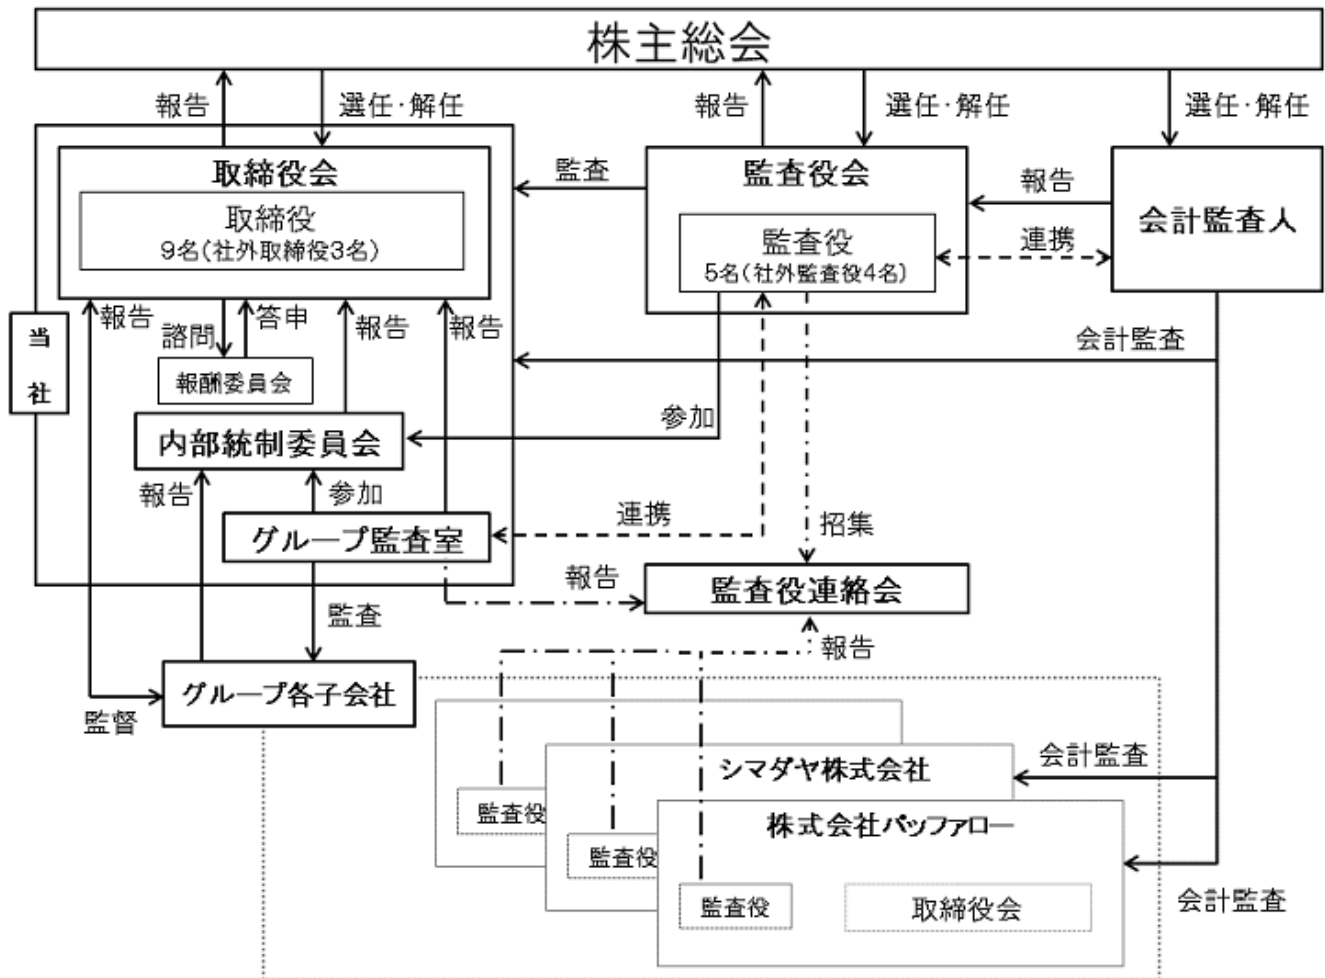 株主総会
報告
選任・解任
報告
選任・解任
選任・解任
取締役会
取締役
9名(社外取締役3名)
監査
監査役会
監査役
5名(社外監査役4名)
報告
連携
会計監査人
当社
報告
諮問
答申
報告
報告
報酬委員会
会計監査
内部統制委員会
参加
報告
参加
グループ監査室
連携
招集
報告
監査役連絡会
監査
報告
グループ各子会社
監督
シマダヤ株式会社
会計監査
監査役
株式会社バッファロー
監査役
監査役
取締役会
会計監査